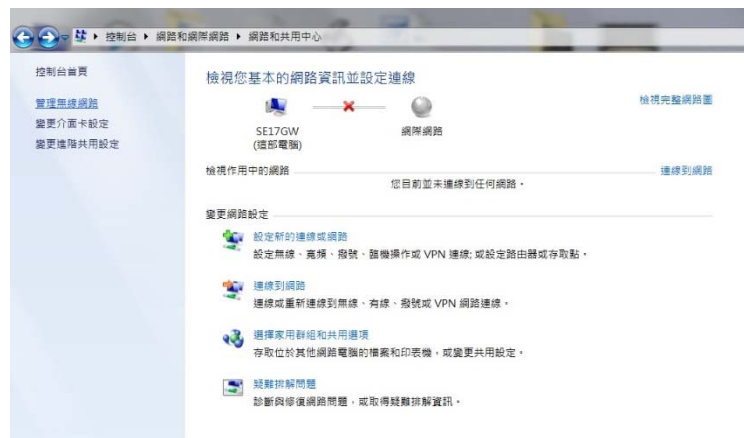 控制台 ▸ 網路和網際網路 ▸ 網路和共用中心
控制台首頁
管理無線網路
變更介面卡設定
變更進階共用設定
檢視您基本的網路資訊並設定連線
檢視完整網路圖
SE17GW
(這部電腦)
網際網路
檢視作用中的網路
連線到網路
您目前並未連線到任何網路。
變更網路設定
設定新的連線或網路
設定無線、寬頻、撥號、臨機操作或 VPN 連線; 或設定路由器或存取點。
連線到網路
連線或重新連線到無線、有線、撥號或 VPN 網路連線。
選擇家用群組和共用選項
存取位於其他網路電腦的檔案和印表機，或變更共用設定。
疑難排解問題
診斷與修復網路問題，或取得疑難排解資訊。